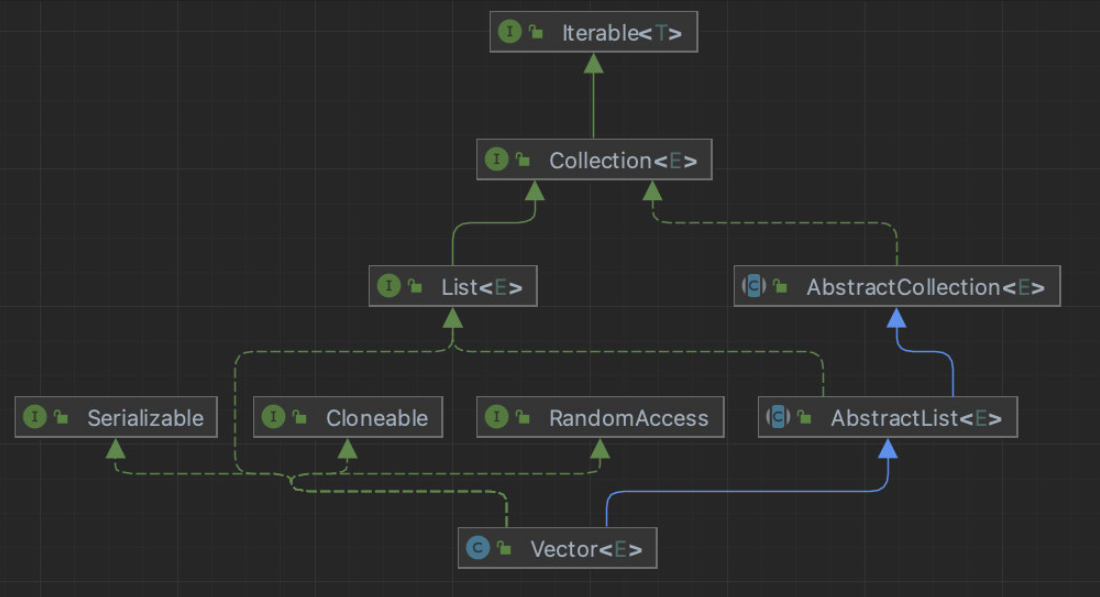 I Iterable<T>
I Collection<E>
I List<E>
C AbstractCollection<E>
I Serializable
I Cloneable
I RandomAccess
C AbstractList<E>
C Vector<E>